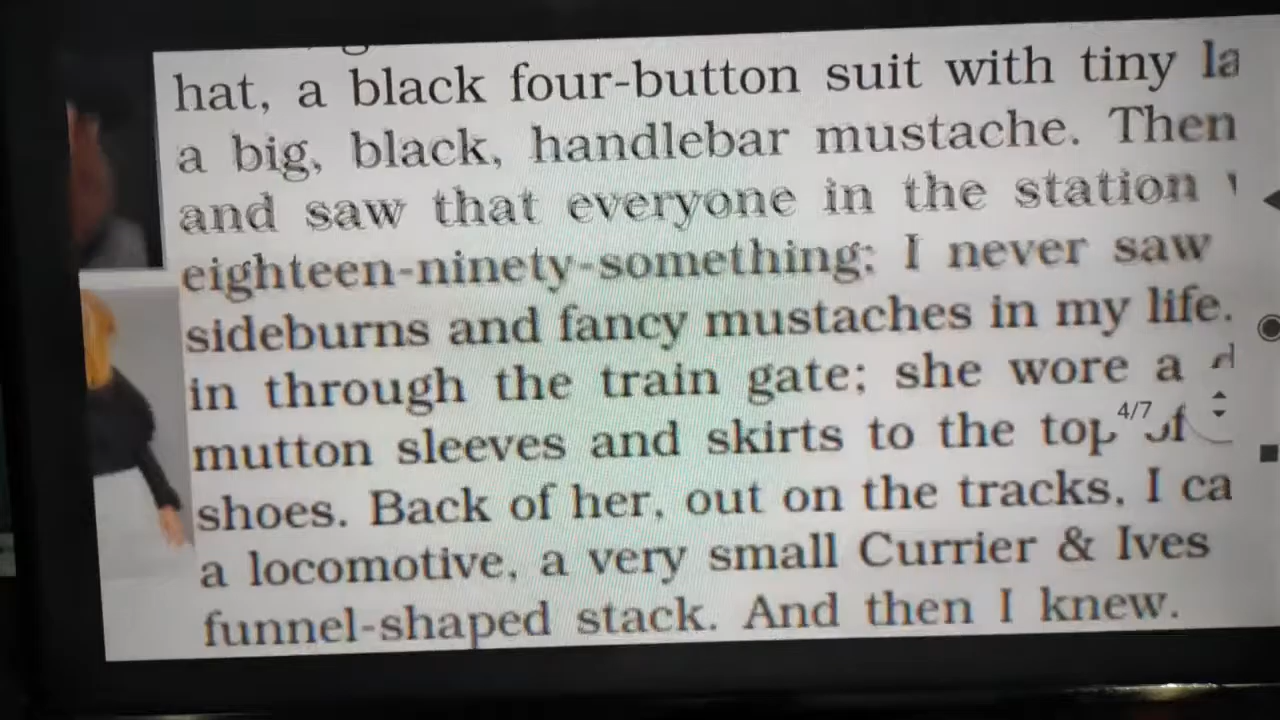 hat, a black four-button suit with tiny la
a big, black, handlebar mustache. Then
and saw that everyone in the station
eighteen-ninety-something; I never saw
sideburns and fancy mustaches in my life.
in through the train gate; she wore a
mutton sleeves and skirts to the top of
4/7
shoes. Back of her, out on the tracks, I ca
a locomotive, a very small Currier & Ives
funnel-shaped stack. And then I knew.